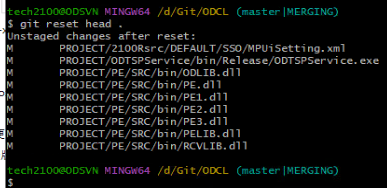 tech2100@ODSVN MINGW64 /d/Git/ODCL (master|MERGING)
$ git reset head .
Unstaged changes after reset:
M PROJECT/2100Rsrc/DEFAULT/SSO/MPUiSetting.xml
M PROJECT/ODTSPService/bin/Release/ODTSPService.exe
M PROJECT/PE/SRC/bin/ODLIB.dll
M PROJECT/PE/SRC/bin/PE.dll
M PROJECT/PE/SRC/bin/PE1.dll
M PROJECT/PE/SRC/bin/PE2.dll
M PROJECT/PE/SRC/bin/PE3.dll
M PROJECT/PE/SRC/bin/PELIB.dll
M PROJECT/PE/SRC/bin/RCVLIB.dll
tech2100@ODSVN MINGW64 /d/Git/ODCL (master|MERGING)
$